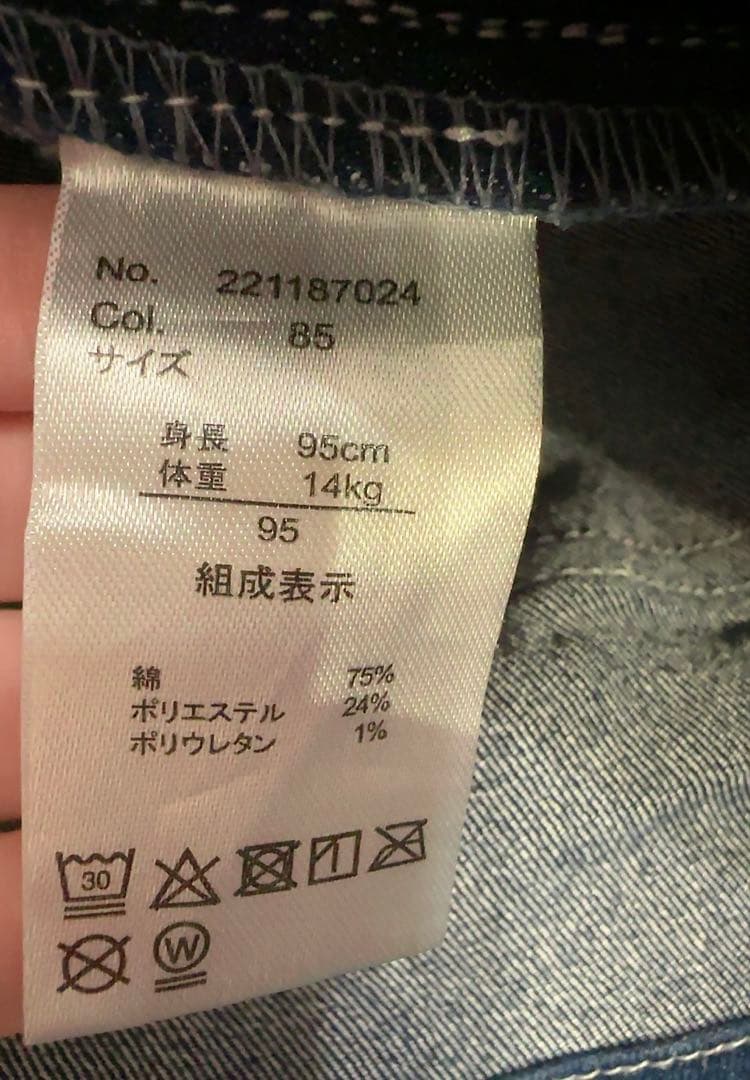 No. 221187024
Col. 85
サイズ
身長 95cm
体重 14kg
95
組成表示
綿 75%
ポリエステル 24%
ポリウレタン 1%
30
W